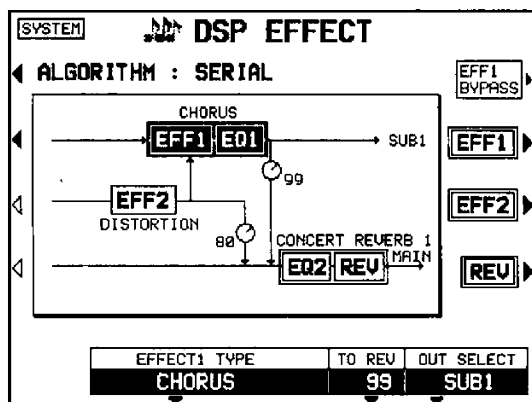 SYSTEM
DSP EFFECT
ALGORITHM : SERIAL
EFF1
BYPASS
CHORUS
EFF1 EQ1
SUB1
EFF1
99
EFF2
DISTORTION
EFF2
80
CONCERT REVERB 1
MAIN
EQ2 REV
REV
EFFECT1 TYPE TO REV OUT SELECT
CHORUS 99 SUB1